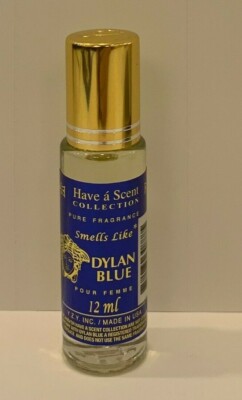 Have á Scent
COLLECTION
PURE FRAGRANCE
Smells Like
DYLAN
BLUE
POUR FEMME
12 ml
Y.Z.Y. INC. / MADE IN USA